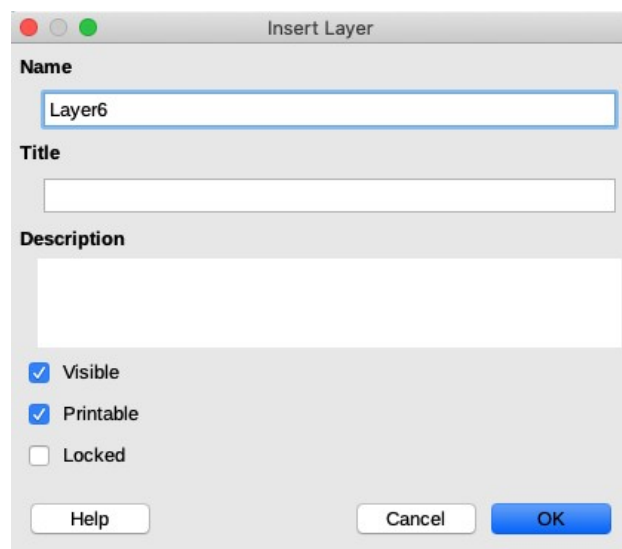 Insert Layer
Name
Layer6
Title
Description
Visible
Printable
Locked
Help Cancel OK